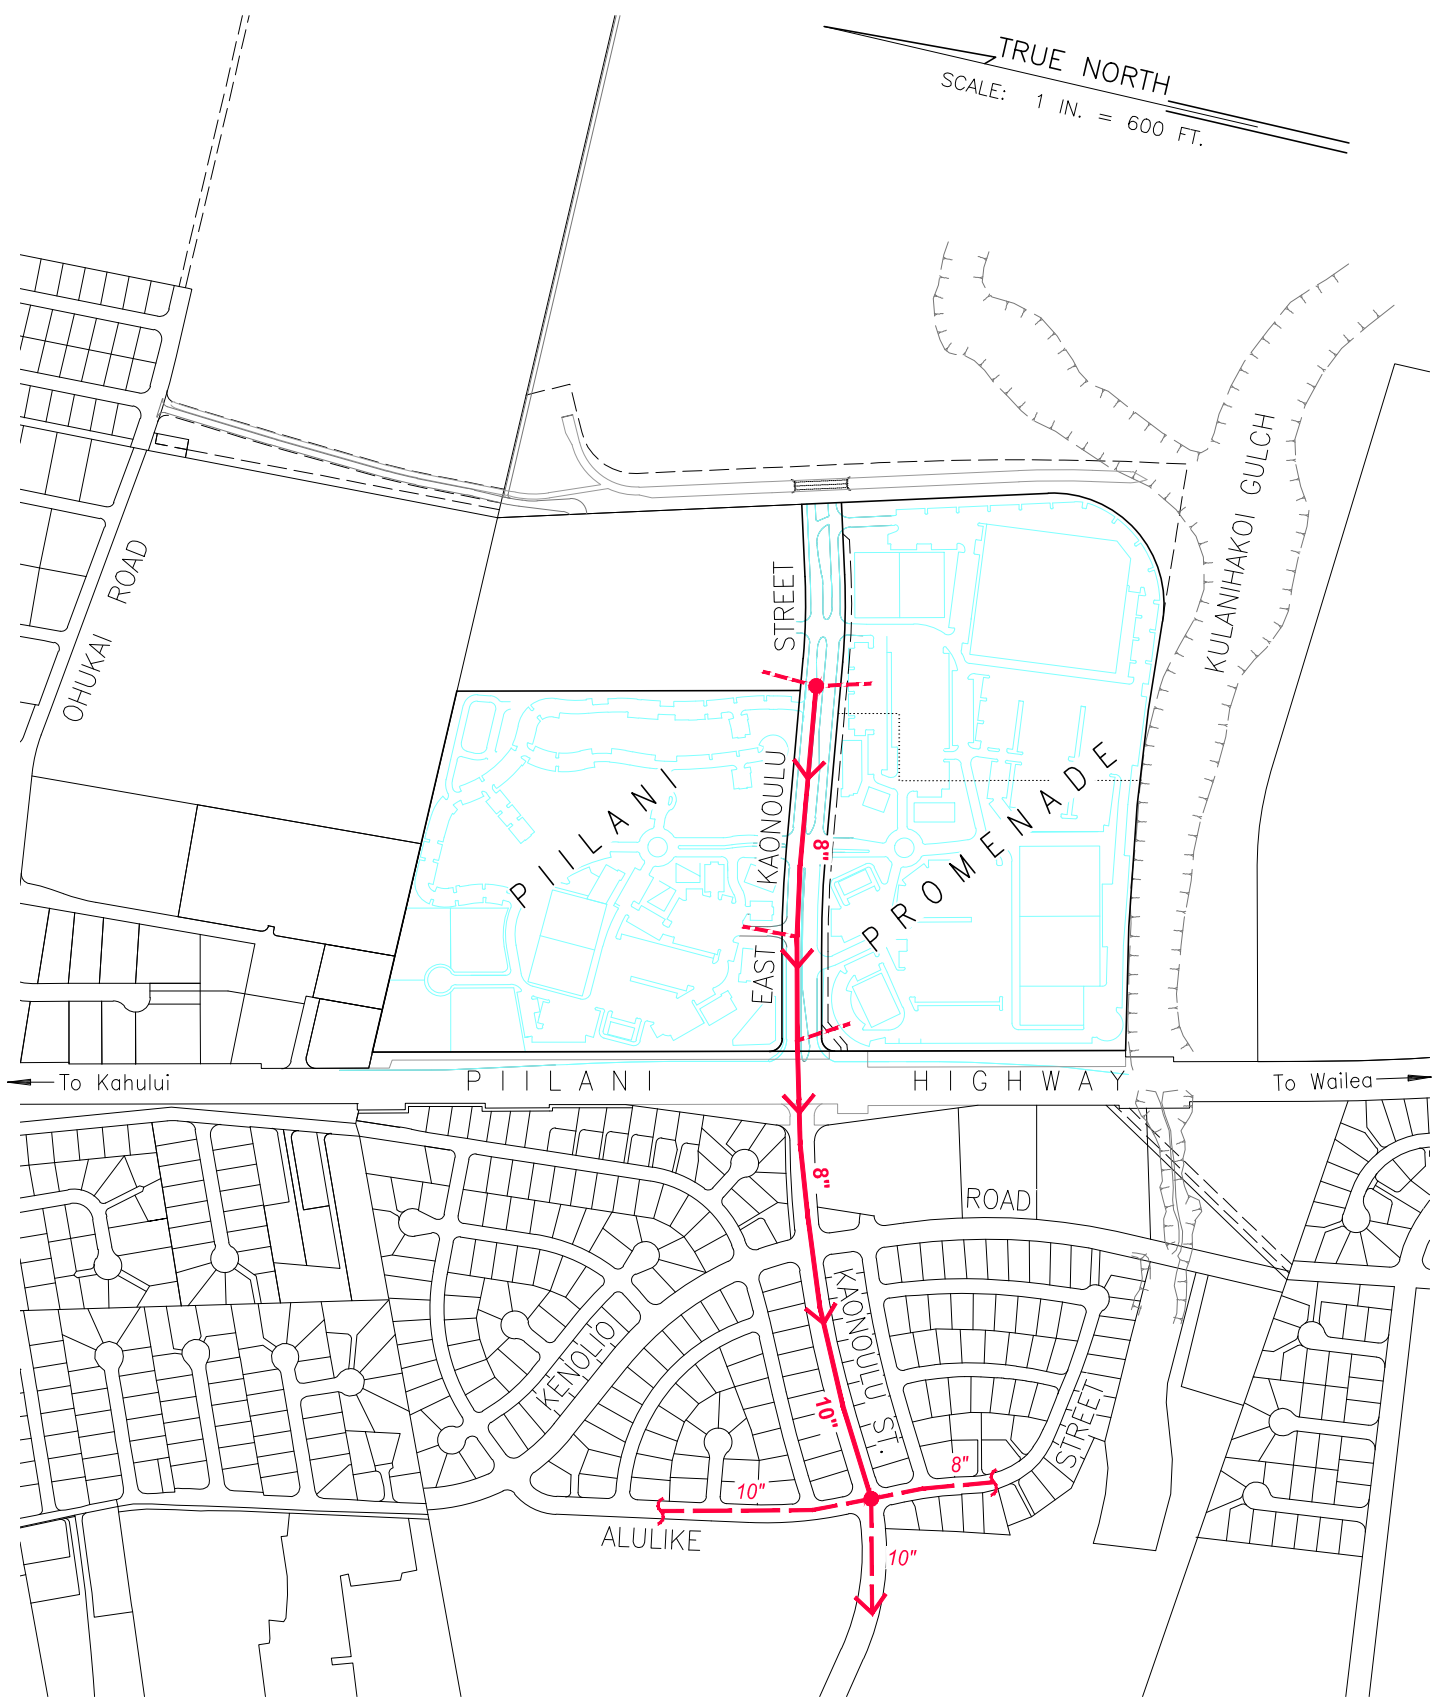 TRUE NORTH
SCALE: 1 IN. = 600 FT.
KULANIHAKOI GULCH
OHUKAI ROAD
EAST KAONOULU STREET
PIILANI
PROMENADE
8"
To Kahului
PIILANI HIGHWAY
To Wailea
8"
ROAD
KENOLIO
KAONOULU ST.
10"
STREET
10"
8"
ALULIKE
10"